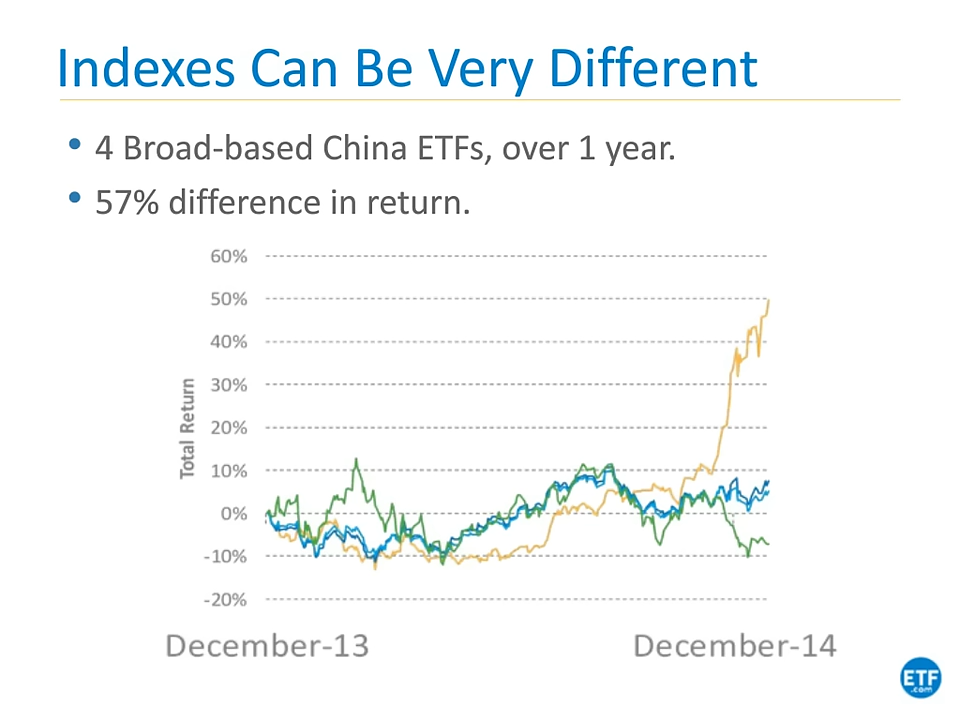 Indexes Can Be Very Different
• 4 Broad-based China ETFs, over 1 year.
• 57% difference in return.
60%
50%
40%
30%
20%
10%
0%
-10%
-20%
Total Return
December-13
December-14
ETF
.com